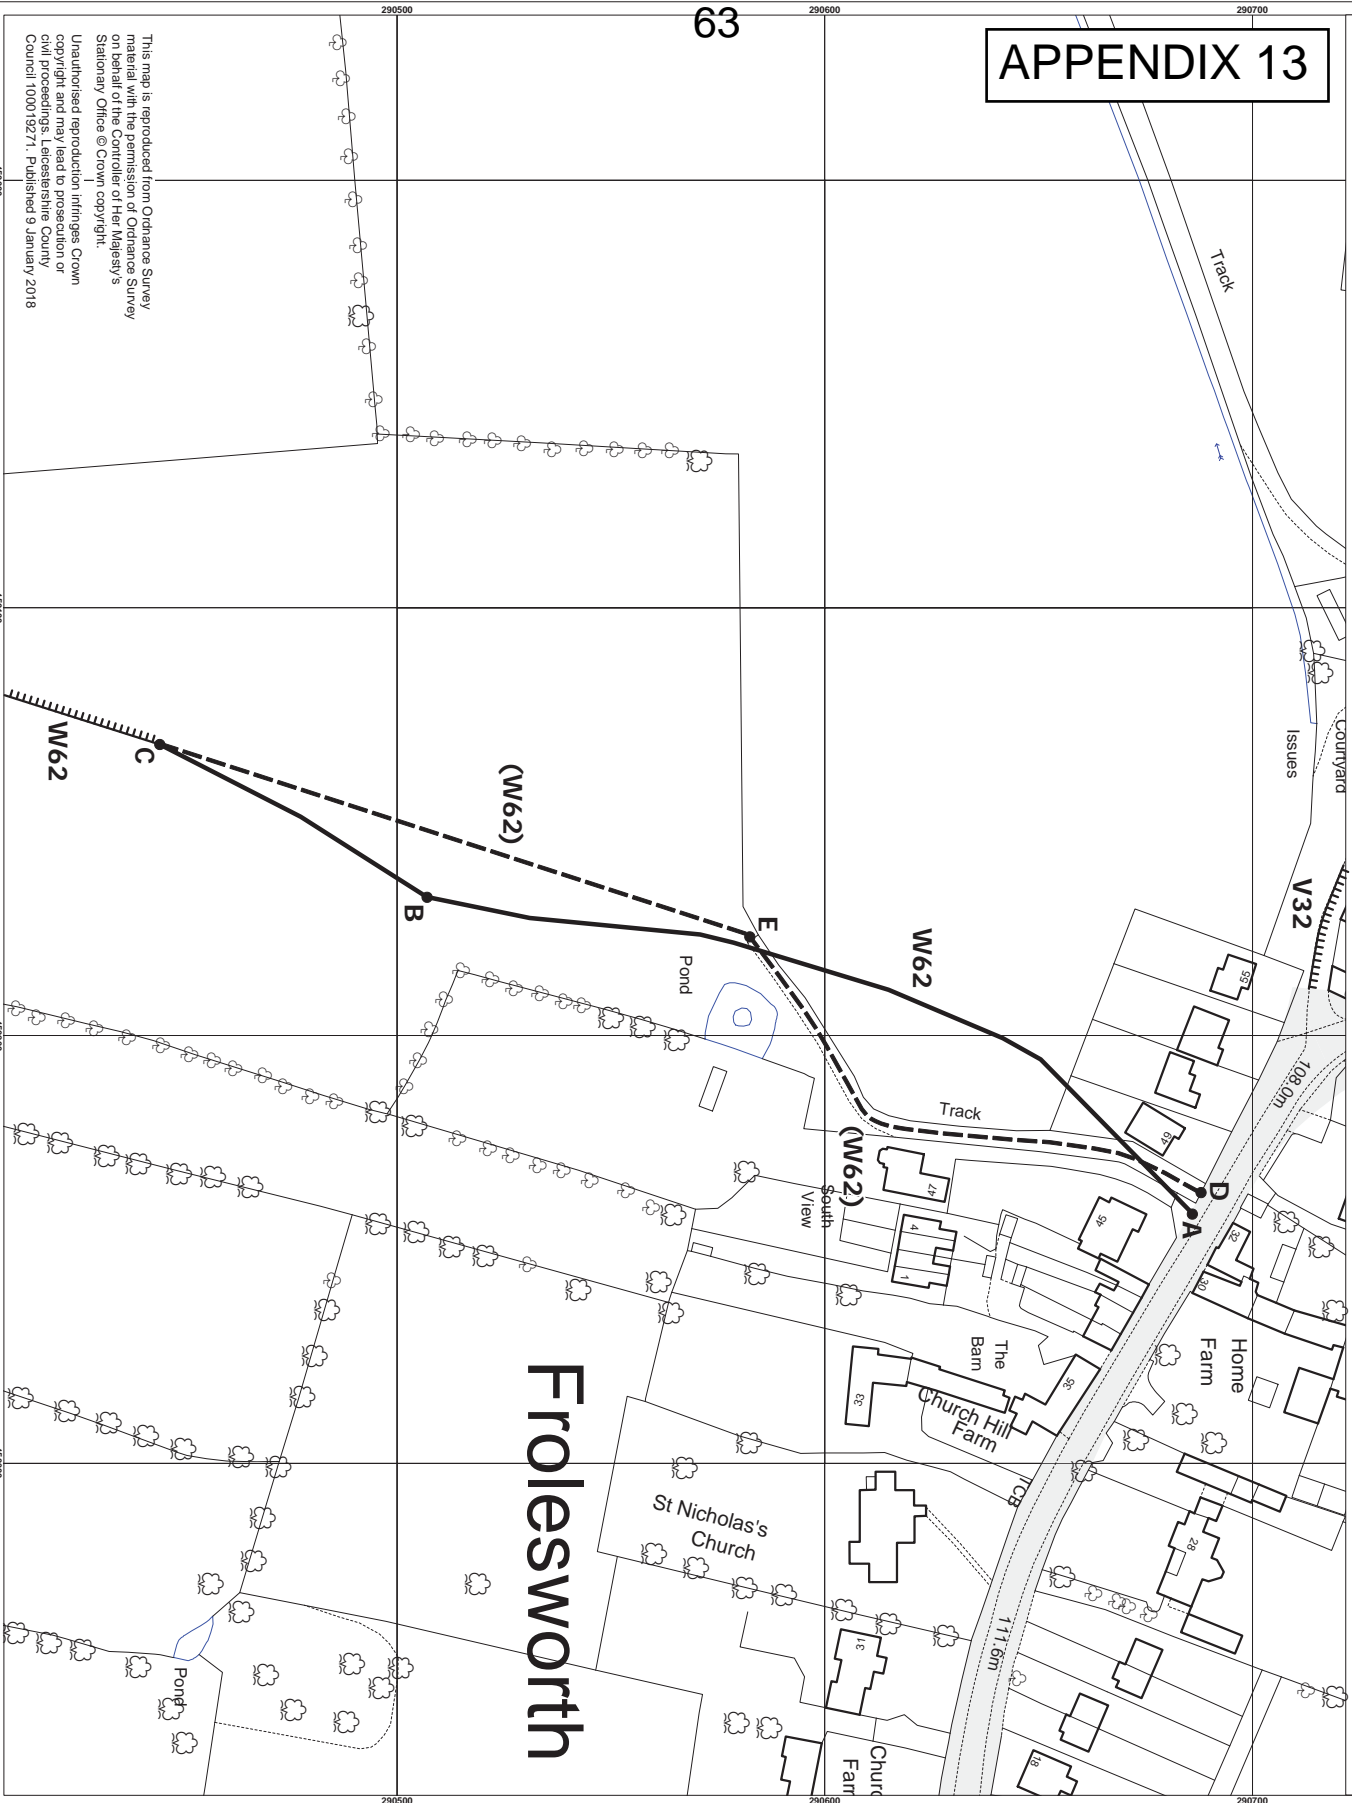 290500
290600
290700
63
APPENDIX 13
This map is reproduced from Ordnance Survey
material with the permission of Ordnance Survey
on behalf of the Controller of Her Majesty's
Stationary Office © Crown copyright.
Unauthorised reproduction infringes Crown
copyright and may lead to prosecution or
civil proceedings. Leicestershire County
Council 100019271. Published 9 January 2018
Track
Issues
Courtyard
V32
W62
C
(W62)
B
E
W62
Pond
55
108.0m
49
Track
D
A
(W62)
47
South
View
45
4
1
32
30
Home
Farm
The
Barn
33
35
Church Hill
Farm
TCB
Frolesworth
St Nicholas's
Church
28
111.6m
31
18
Pond
290500
290600
290700